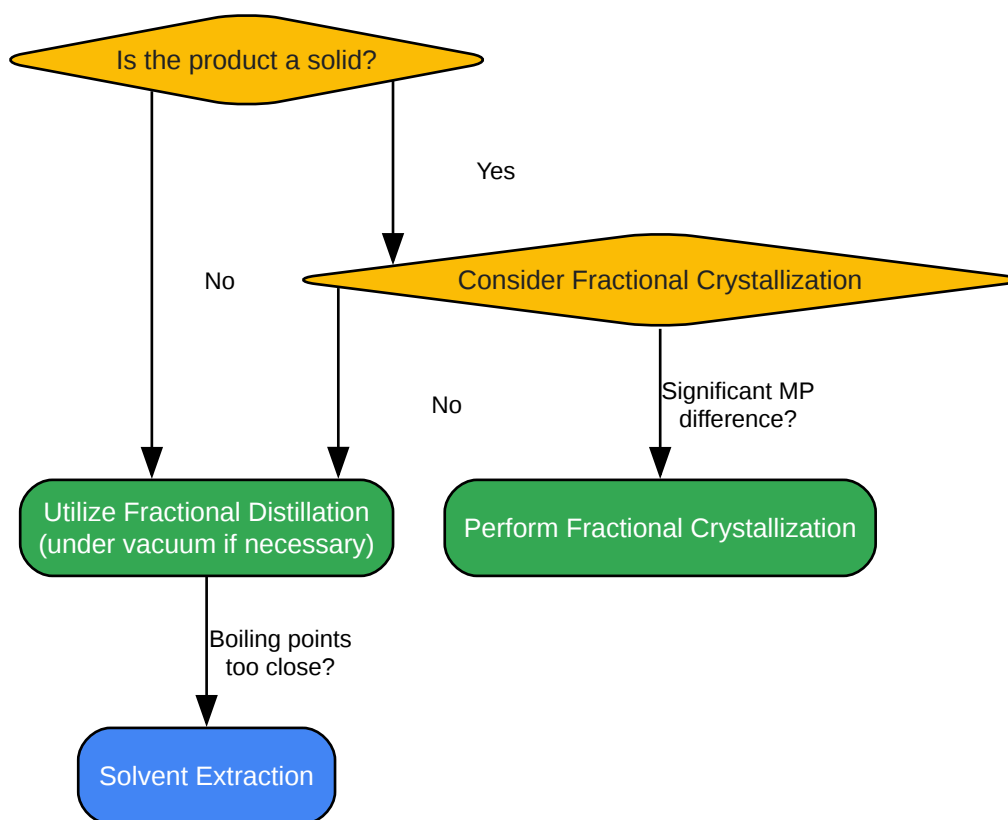 Is the product a solid?
Yes
No
Consider Fractional Crystallization
No
Significant MP
difference?
Utilize Fractional Distillation
(under vacuum if necessary)
Perform Fractional Crystallization
Boiling points
too close?
Solvent Extraction